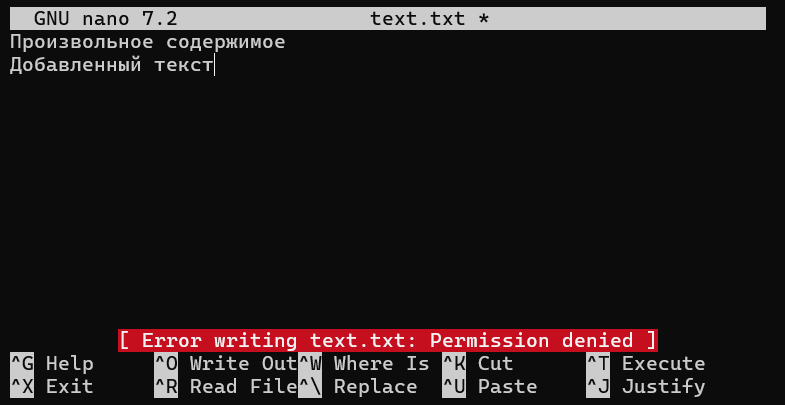 GNU nano 7.2 text.txt *
Произвольное содержимое
Добавленный текст
[ Error writing text.txt: Permission denied ]
^G Help ^O Write Out ^W Where Is ^K Cut ^T Execute
^X Exit ^R Read File ^\ Replace ^U Paste ^J Justify